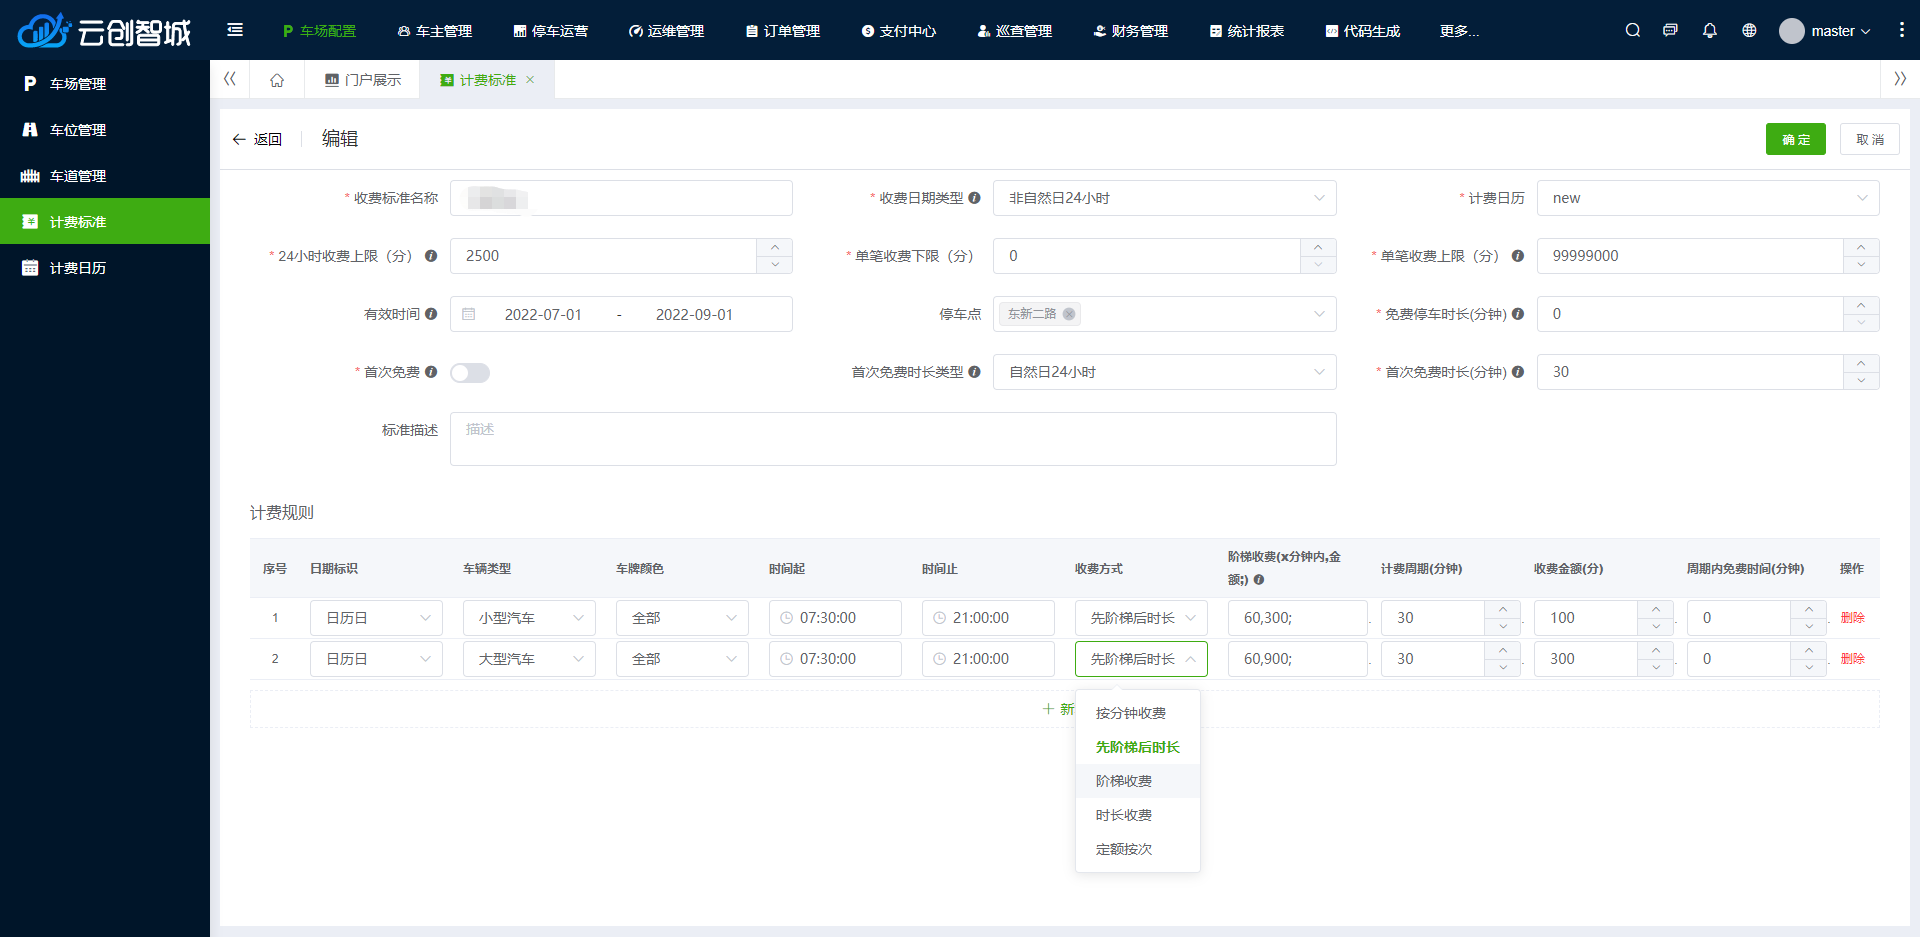 云创智城
车场配置 车主管理 停车运营 运维管理 订单管理 支付中心 巡查管理 财务管理 统计报表 代码生成 更多... master
车场管理
车位管理
车道管理
计费标准
计费日历
门户展示 计费标准
返回 编辑 确定 取消
* 收费标准名称 * 收费日期类型 非自然日24小时 * 计费日历 new
* 24小时收费上限（分） 2500 * 单笔收费下限（分） 0 * 单笔收费上限（分） 99999000
有效时间 2022-07-01 - 2022-09-01 停车点 东新二路 * 免费停车时长(分钟) 0
* 首次免费 首次免费时长类型 自然日24小时 * 首次免费时长(分钟) 30
标准描述 描述
计费规则
序号 日期标识 车辆类型 车牌颜色 时间起 时间止 收费方式 阶梯收费(x分钟内,金额;) 计费周期(分钟) 收费金额(分) 周期内免费时间(分钟) 操作
1 日历日 小型汽车 全部 07:30:00 21:00:00 先阶梯后时长 60,300; 30 100 0 删除
2 日历日 大型汽车 全部 07:30:00 21:00:00 先阶梯后时长 60,900; 30 300 0 删除
+ 新
按分钟收费
先阶梯后时长
阶梯收费
时长收费
定额按次